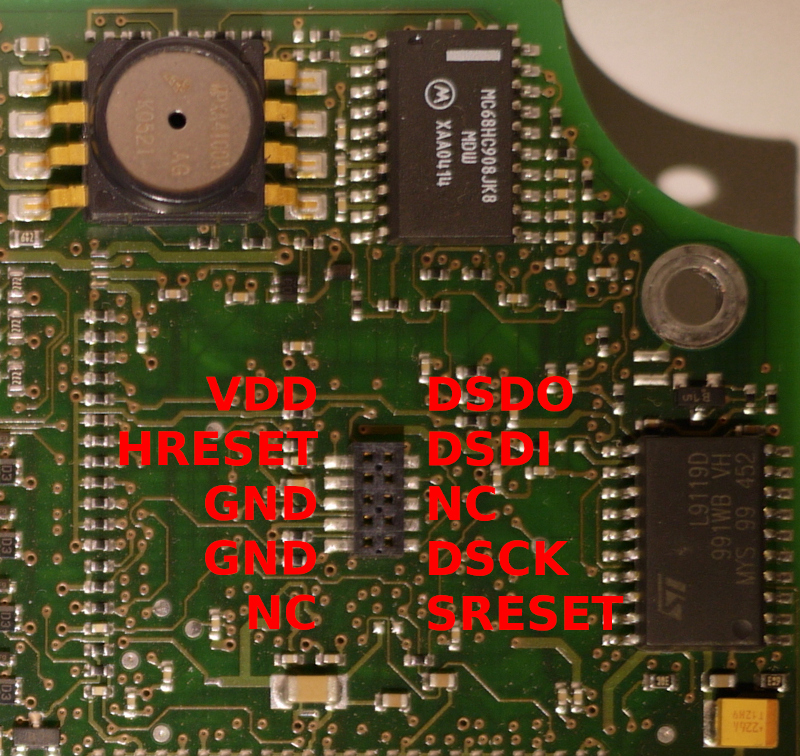 MC68HC908JK8
MDW
XAA0414
VDD DSDO
HRESET DSDI
GND NC
GND DSCK
NC SRESET
L9119D
991WB VH
MYS 99 452